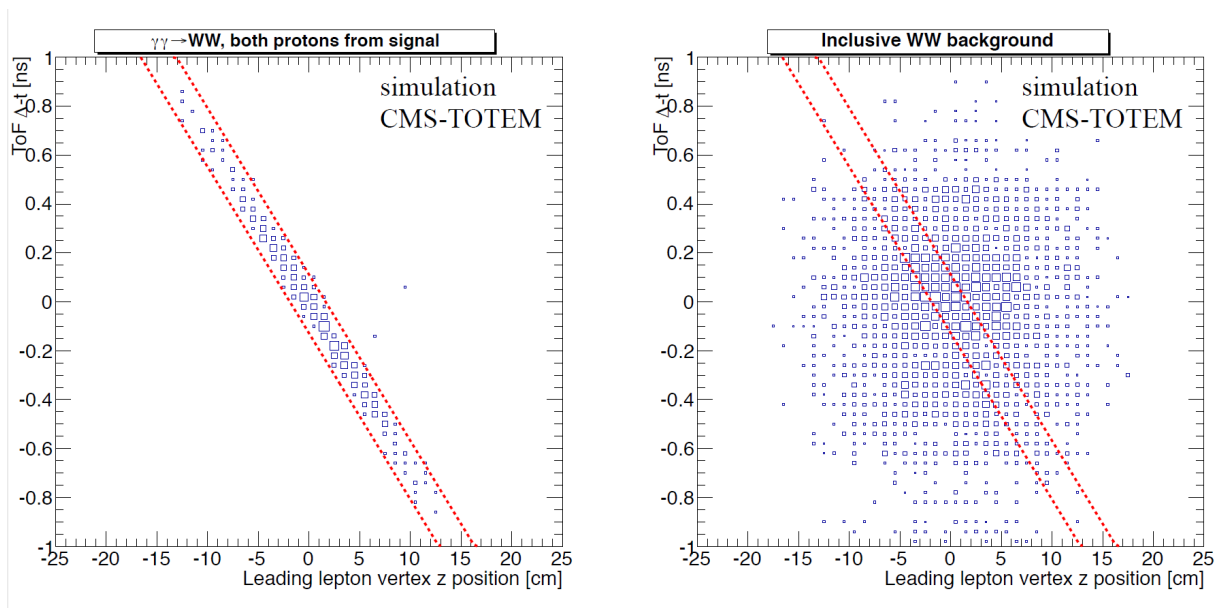 γγ→WW, both protons from signal
ToF Δ-t [ns]
simulation
CMS-TOTEM
1
0.8
0.6
0.4
0.2
0
-0.2
-0.4
-0.6
-0.8
-1
-25 -20 -15 -10 -5 0 5 10 15 20 25
Leading lepton vertex z position [cm]
Inclusive WW background
ToF Δ-t [ns]
simulation
CMS-TOTEM
1
0.8
0.6
0.4
0.2
0
-0.2
-0.4
-0.6
-0.8
-1
-25 -20 -15 -10 -5 0 5 10 15 20 25
Leading lepton vertex z position [cm]